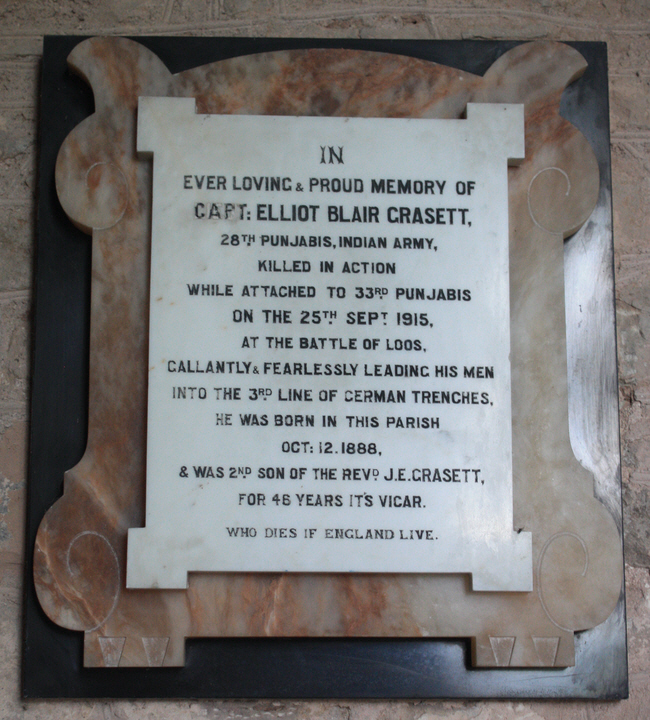 IN
EVER LOVING & PROUD MEMORY OF
CAPT: ELLIOT BLAIR GRASETT,
28TH PUNJABIS, INDIAN ARMY,
KILLED IN ACTION
WHILE ATTACHED TO 33RD PUNJABIS
ON THE 25TH SEPT. 1915,
AT THE BATTLE OF LOOS,
GALLANTLY & FEARLESSLY LEADING HIS MEN
INTO THE 3RD LINE OF GERMAN TRENCHES,
HE WAS BORN IN THIS PARISH
OCT: 12. 1888,
& WAS 2ND SON OF THE REVD J.E. GRASETT,
FOR 46 YEARS IT'S VICAR.
WHO DIES IF ENGLAND LIVE.